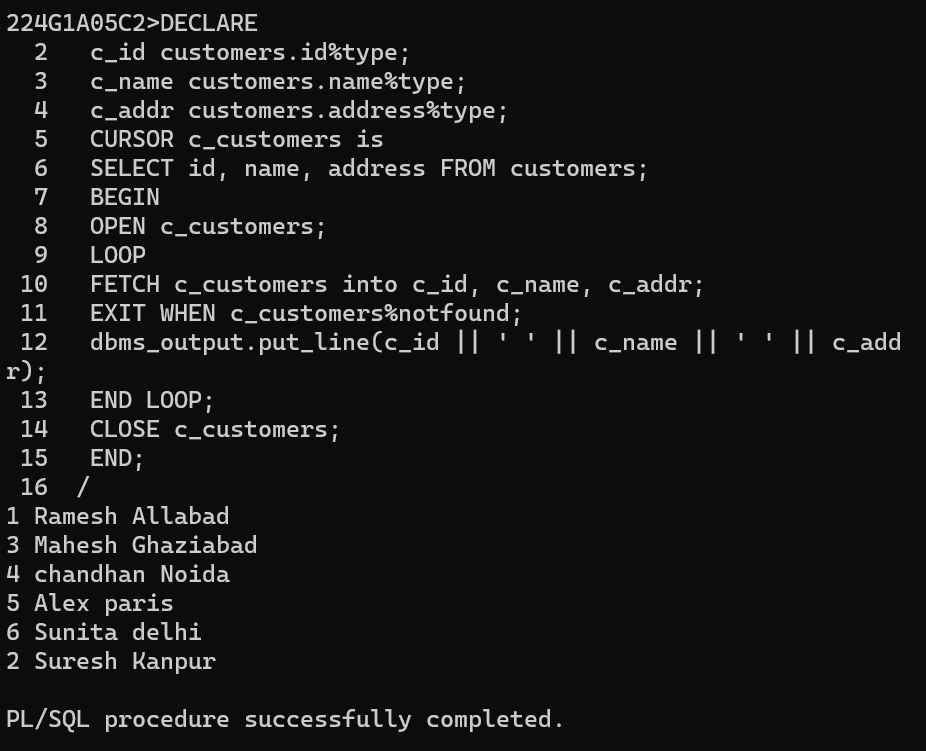 224G1A05C2>DECLARE
  2   c_id customers.id%type;
  3   c_name customers.name%type;
  4   c_addr customers.address%type;
  5   CURSOR c_customers is
  6   SELECT id, name, address FROM customers;
  7   BEGIN
  8   OPEN c_customers;
  9   LOOP
 10   FETCH c_customers into c_id, c_name, c_addr;
 11   EXIT WHEN c_customers%notfound;
 12   dbms_output.put_line(c_id || ' ' || c_name || ' ' || c_add
r);
 13   END LOOP;
 14   CLOSE c_customers;
 15   END;
 16  /
1 Ramesh Allabad
3 Mahesh Ghaziabad
4 chandhan Noida
5 Alex paris
6 Sunita delhi
2 Suresh Kanpur

PL/SQL procedure successfully completed.